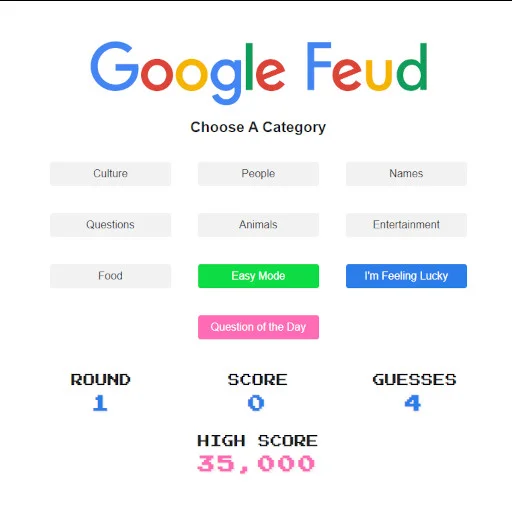 Google Feud
Choose A Category
Culture People Names
Questions Animals Entertainment
Food Easy Mode I'm Feeling Lucky
Question of the Day
ROUND SCORE GUESSES
1 0 4
HIGH SCORE
35,000